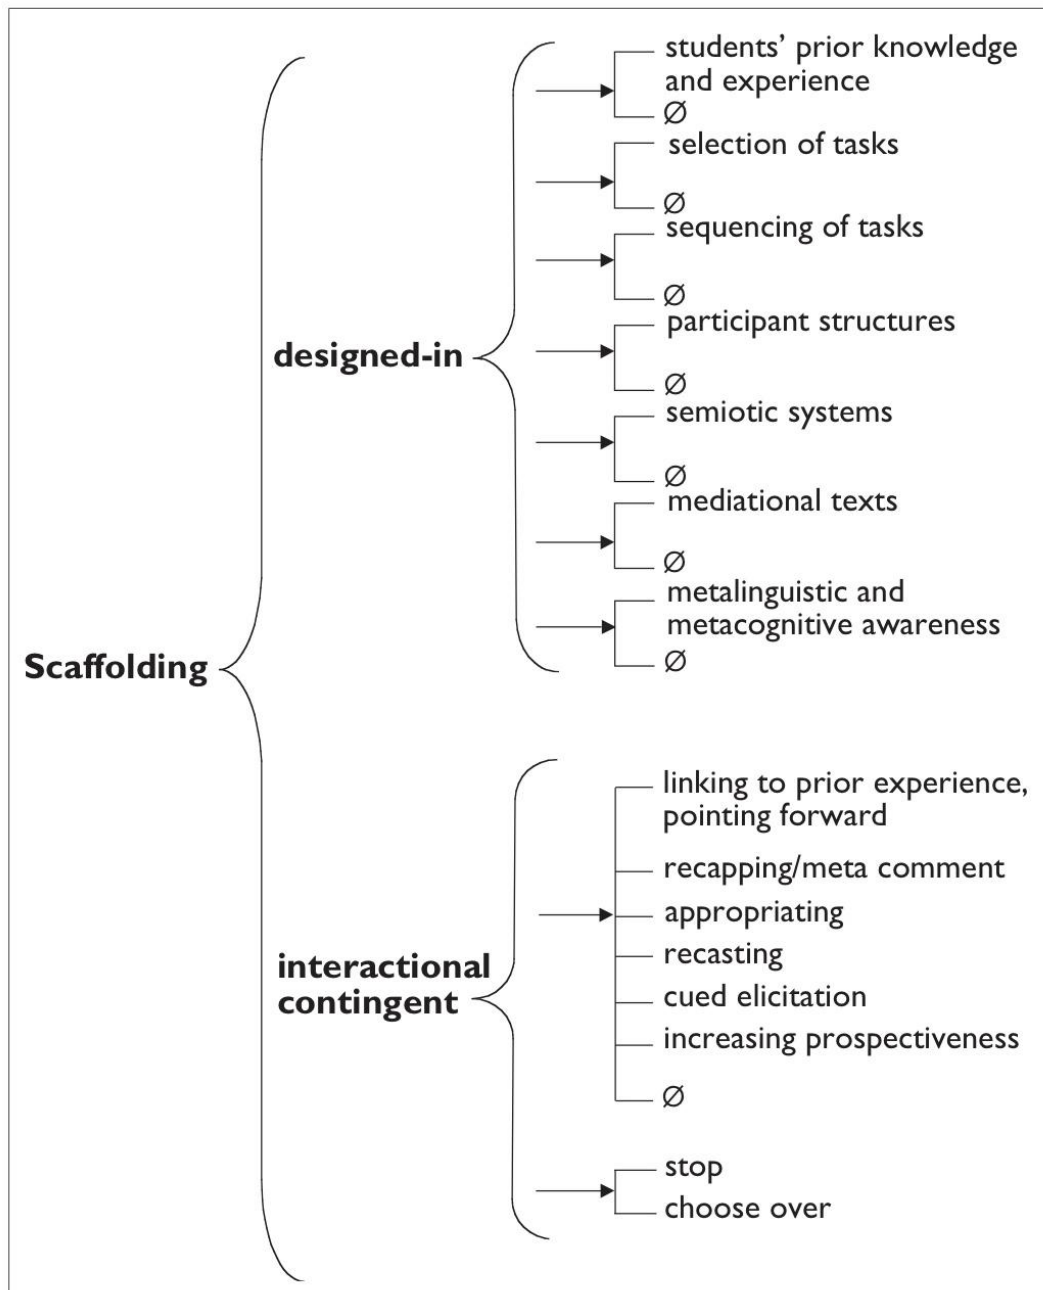 students’ prior knowledge
and experience
∅
selection of tasks
∅
sequencing of tasks
∅
participant structures
∅
designed-in
semiotic systems
∅
mediational texts
∅
metalinguistic and
metacognitive awareness
∅
Scaffolding
linking to prior experience,
pointing forward
recapping/meta comment
appropriating
recasting
cued elicitation
increasing prospectiveness
∅
interactional
contingent
stop
choose over